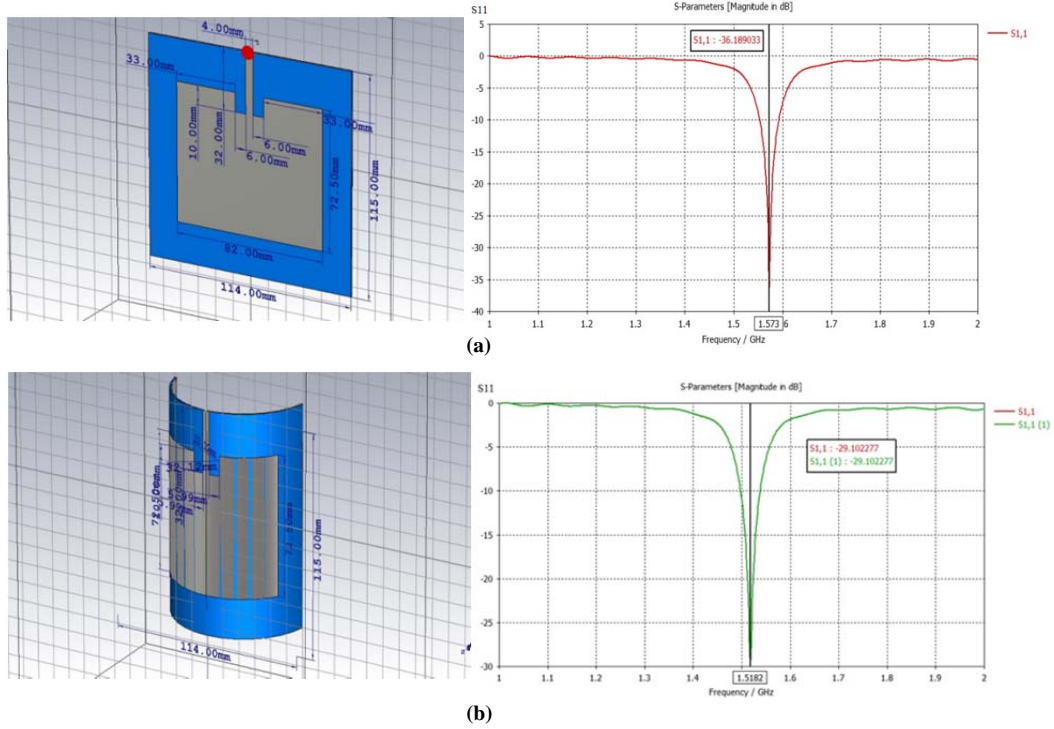 4.00mm
33.00mm
10.00mm
32.00mm
6.00mm
6.00mm
33.00mm
72.50mm
115.00mm
82.00mm
114.00mm
S11
S-Parameters [Magnitude in dB]
S1,1 : -36.189033
S1,1
5
0
-5
-10
-15
-20
-25
-30
-35
-40
1 1.1 1.2 1.3 1.4 1.5 1.573 6 1.7 1.8 1.9 2
Frequency / GHz
(a)
115.00mm
114.00mm
S11
S-Parameters [Magnitude in dB]
S1,1
S1,1 (1)
S1,1 : -29.102277
S1,1 (1) : -29.102277
0
-5
-10
-15
-20
-25
-30
1 1.1 1.2 1.3 1.4 1.5182 1.6 1.7 1.8 1.9 2
Frequency / GHz
(b)